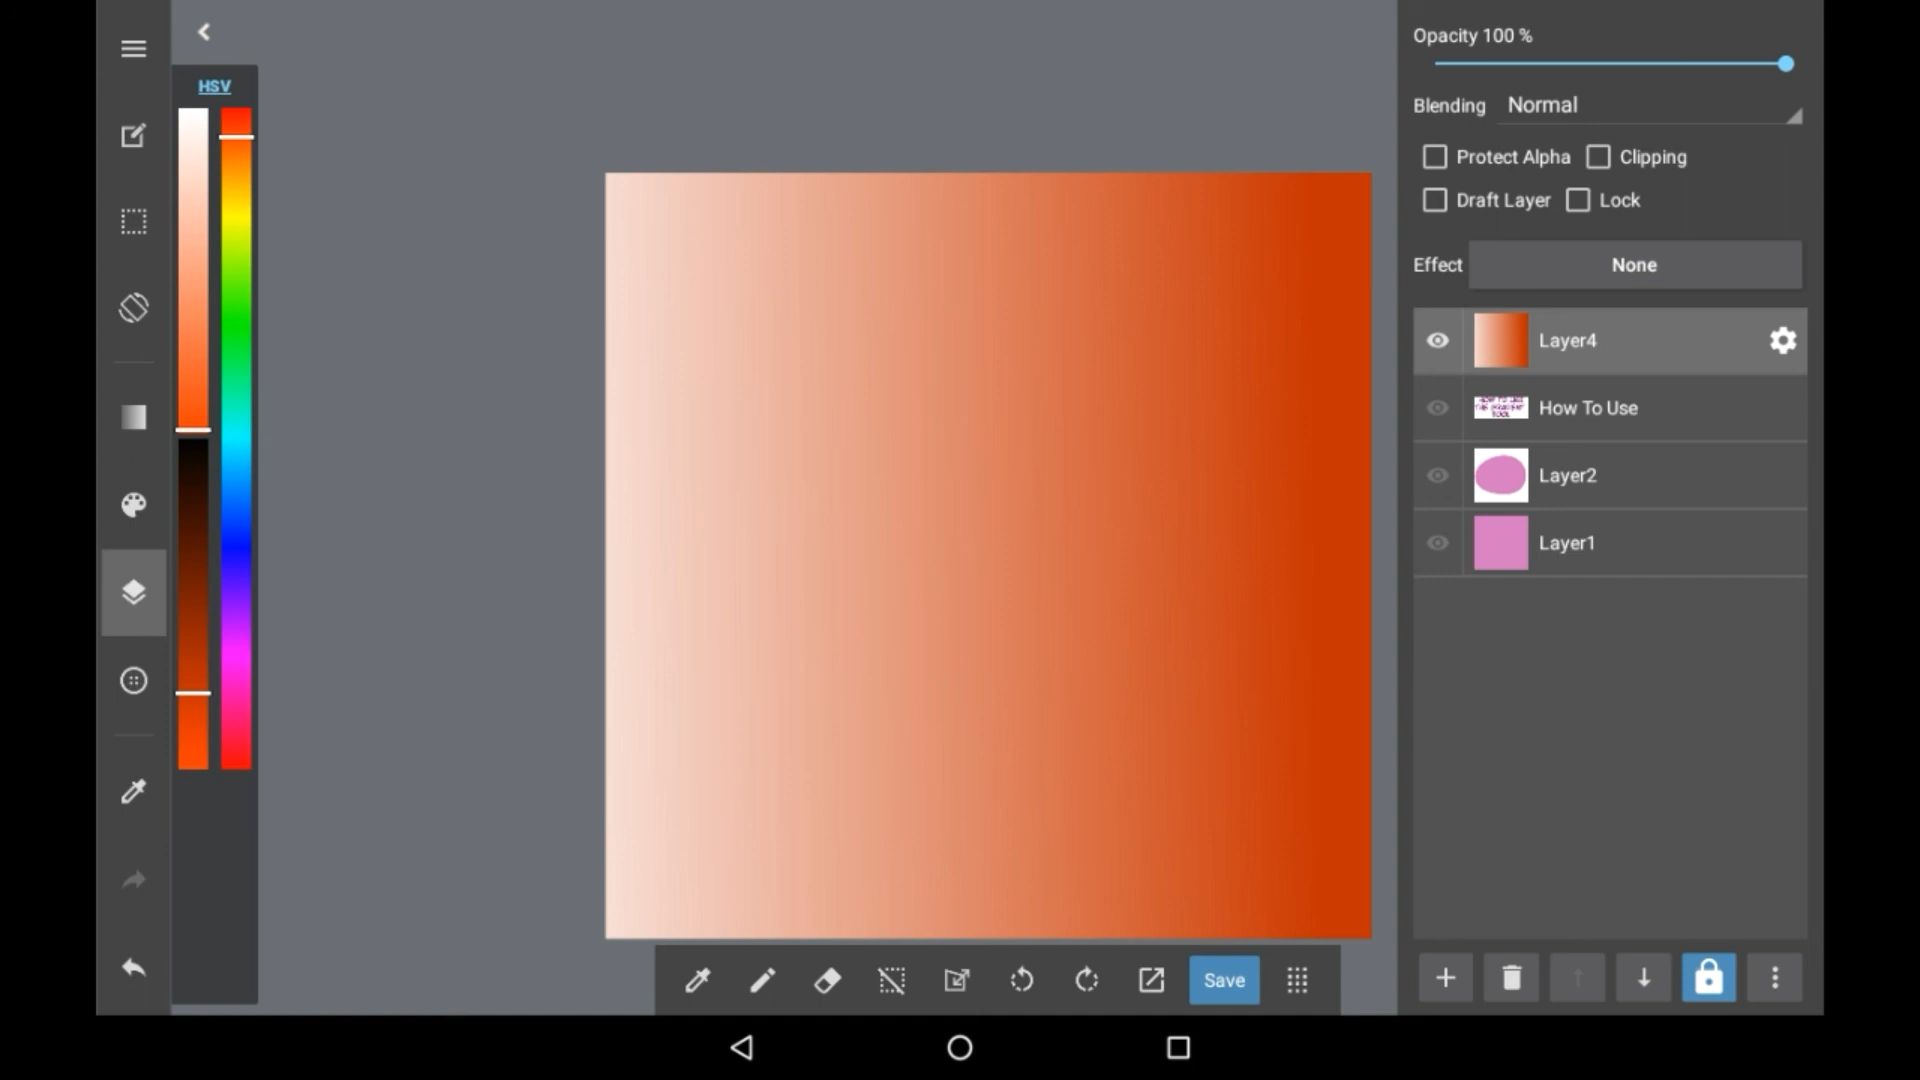 HSV
Opacity 100 %
Blending Normal
Protect Alpha Clipping
Draft Layer Lock
Effect None
Layer4
How To Use
Layer2
Layer1
Save